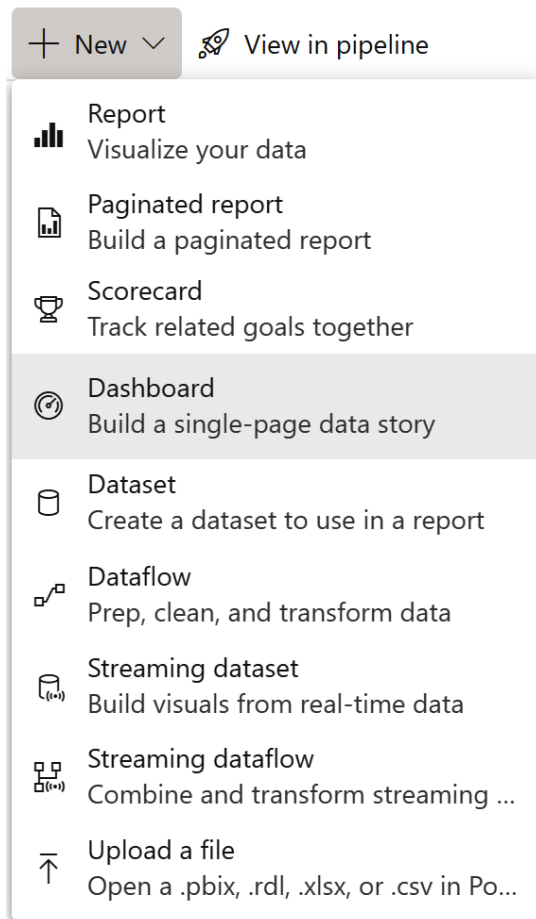 New
View in pipeline
Report
Visualize your data
Paginated report
Build a paginated report
Scorecard
Track related goals together
Dashboard
Build a single-page data story
Dataset
Create a dataset to use in a report
Dataflow
Prep, clean, and transform data
Streaming dataset
Build visuals from real-time data
Streaming dataflow
Combine and transform streaming ...
Upload a file
Open a .pbix, .rdl, .xlsx, or .csv in Po...